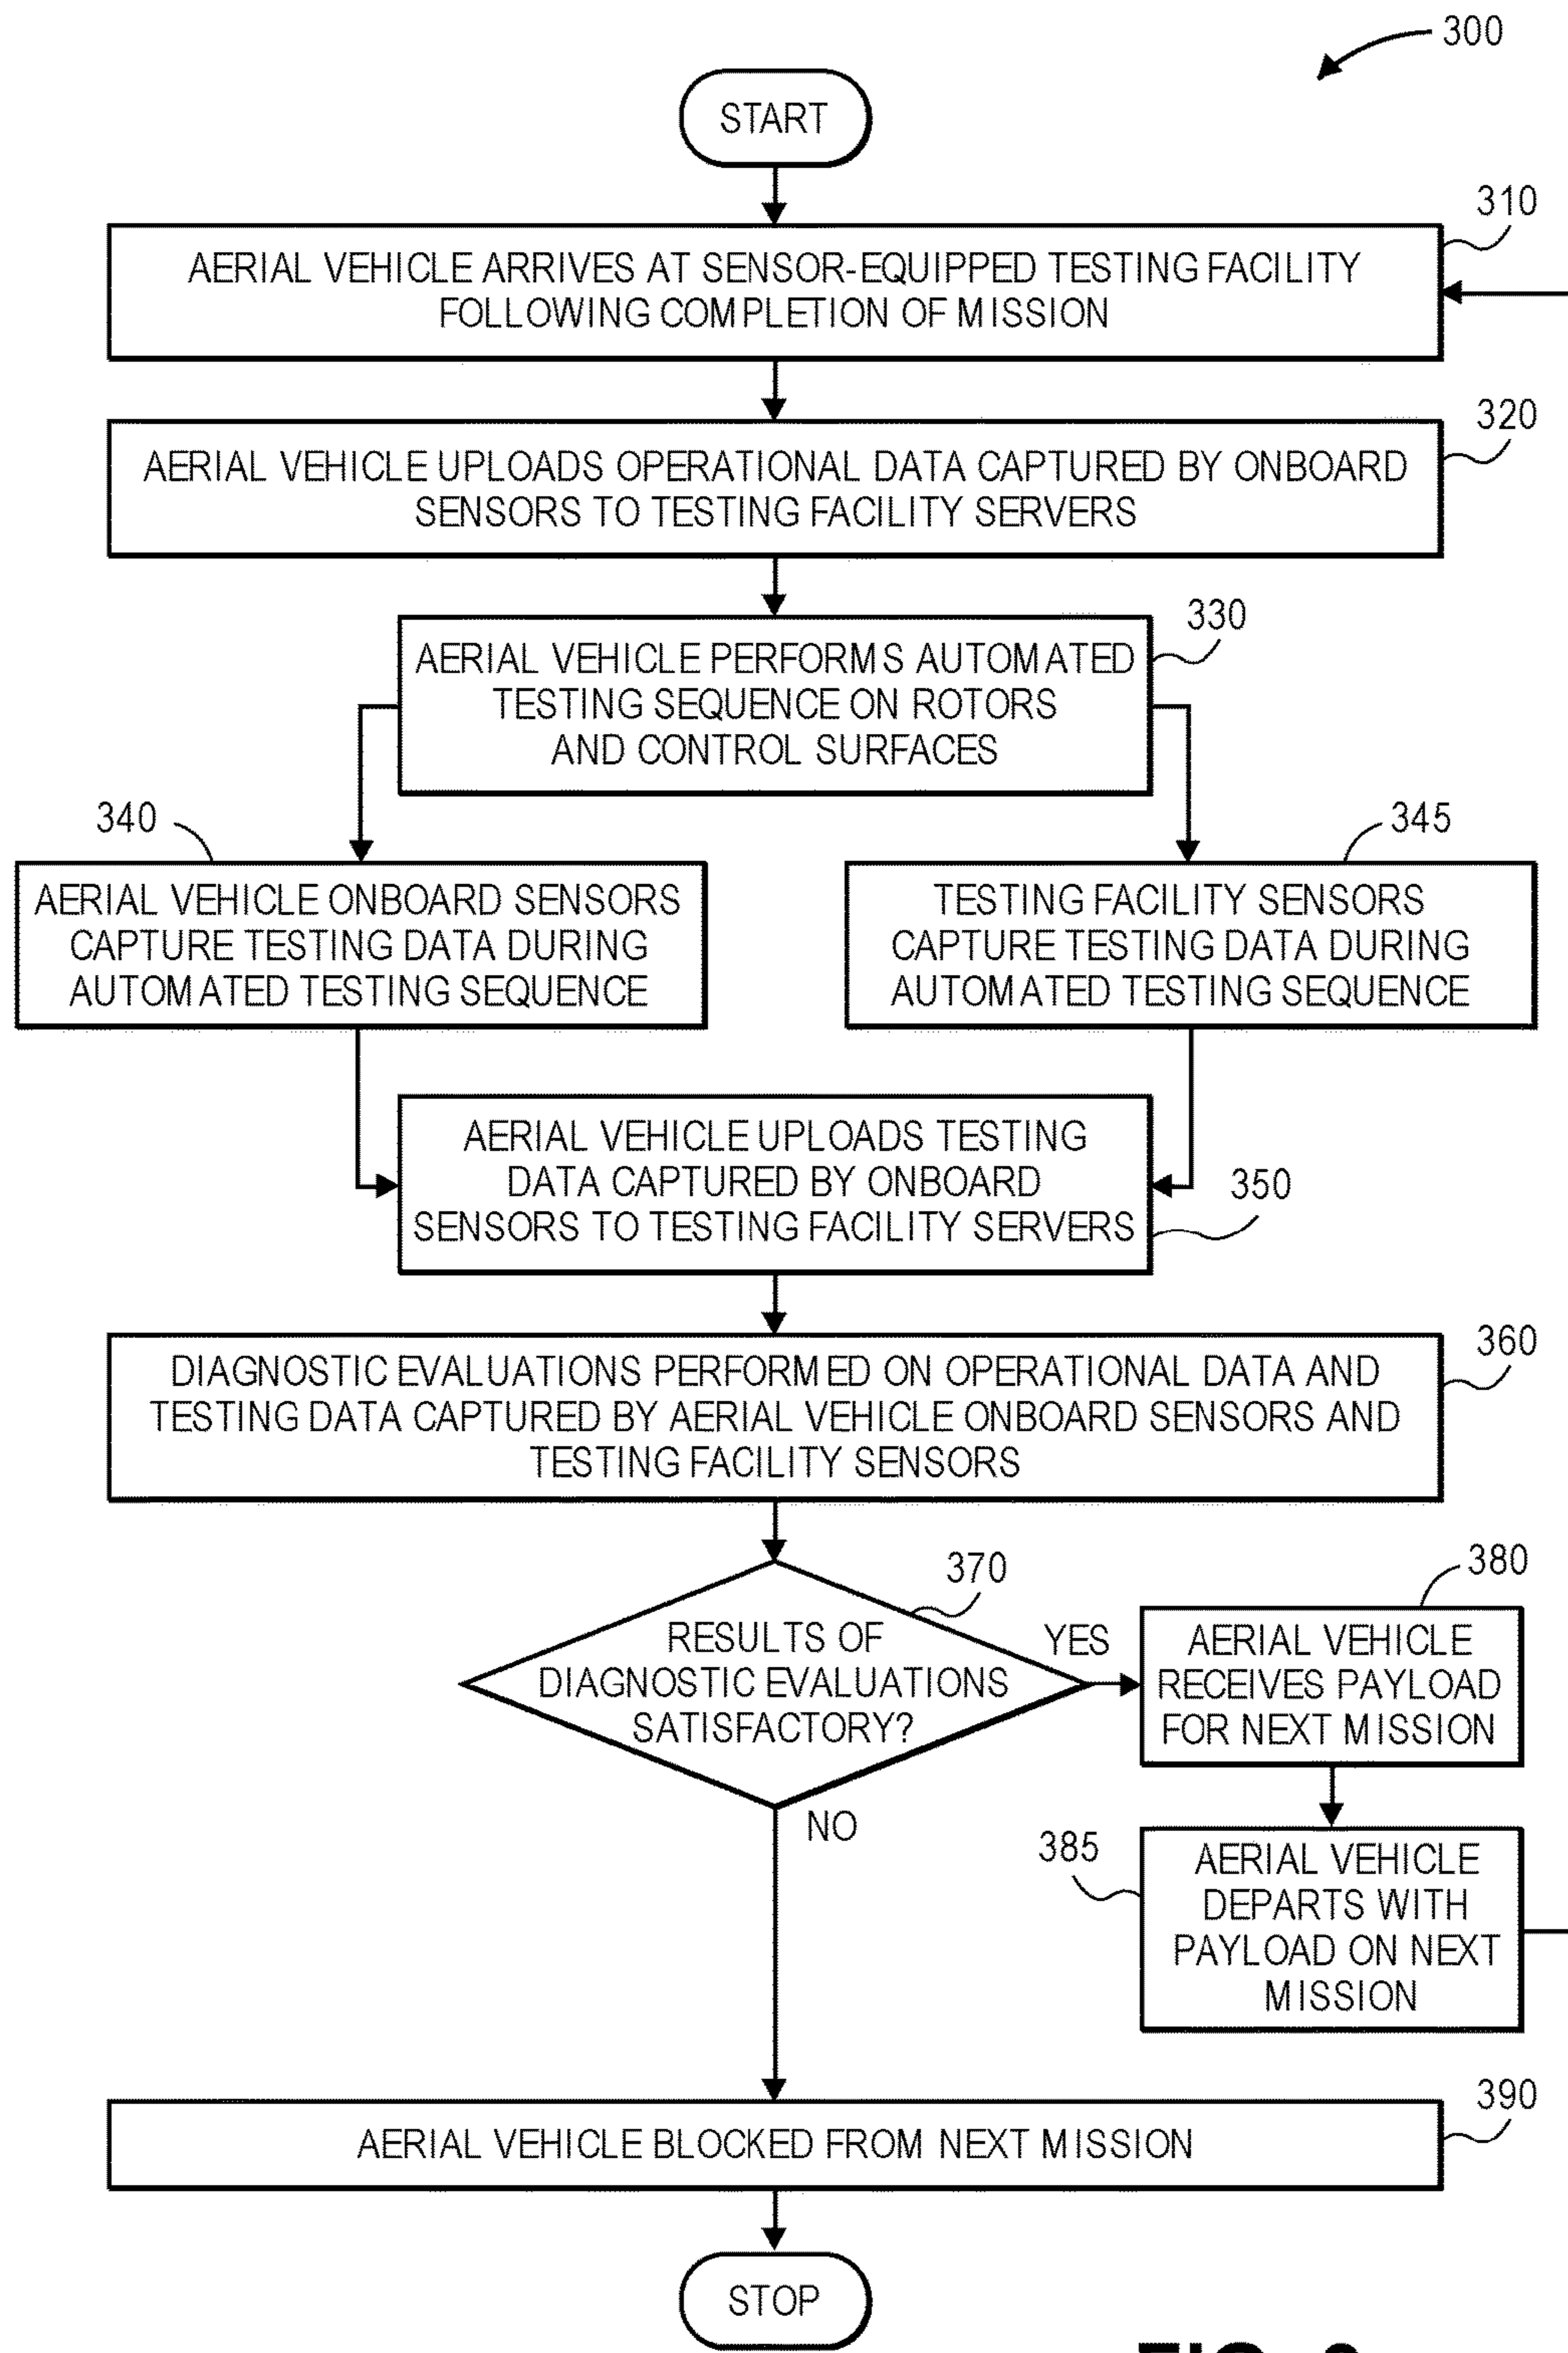 300
START
310
AERIAL VEHICLE ARRIVES AT SENSOR-EQUIPPED TESTING FACILITY
FOLLOWING COMPLETION OF MISSION
320
AERIAL VEHICLE UPLOADS OPERATIONAL DATA CAPTURED BY ONBOARD
SENSORS TO TESTING FACILITY SERVERS
330
AERIAL VEHICLE PERFORMS AUTOMATED
TESTING SEQUENCE ON ROTORS
AND CONTROL SURFACES
340
AERIAL VEHICLE ONBOARD SENSORS
CAPTURE TESTING DATA DURING
AUTOMATED TESTING SEQUENCE
345
TESTING FACILITY SENSORS
CAPTURE TESTING DATA DURING
AUTOMATED TESTING SEQUENCE
AERIAL VEHICLE UPLOADS TESTING
DATA CAPTURED BY ONBOARD
SENSORS TO TESTING FACILITY SERVERS
350
360
DIAGNOSTIC EVALUATIONS PERFORMED ON OPERATIONAL DATA AND
TESTING DATA CAPTURED BY AERIAL VEHICLE ONBOARD SENSORS AND
TESTING FACILITY SENSORS
370
RESULTS OF
DIAGNOSTIC EVALUATIONS
SATISFACTORY?
YES
380
AERIAL VEHICLE
RECEIVES PAYLOAD
FOR NEXT MISSION
NO
385
AERIAL VEHICLE
DEPARTS WITH
PAYLOAD ON NEXT
MISSION
390
AERIAL VEHICLE BLOCKED FROM NEXT MISSION
STOP